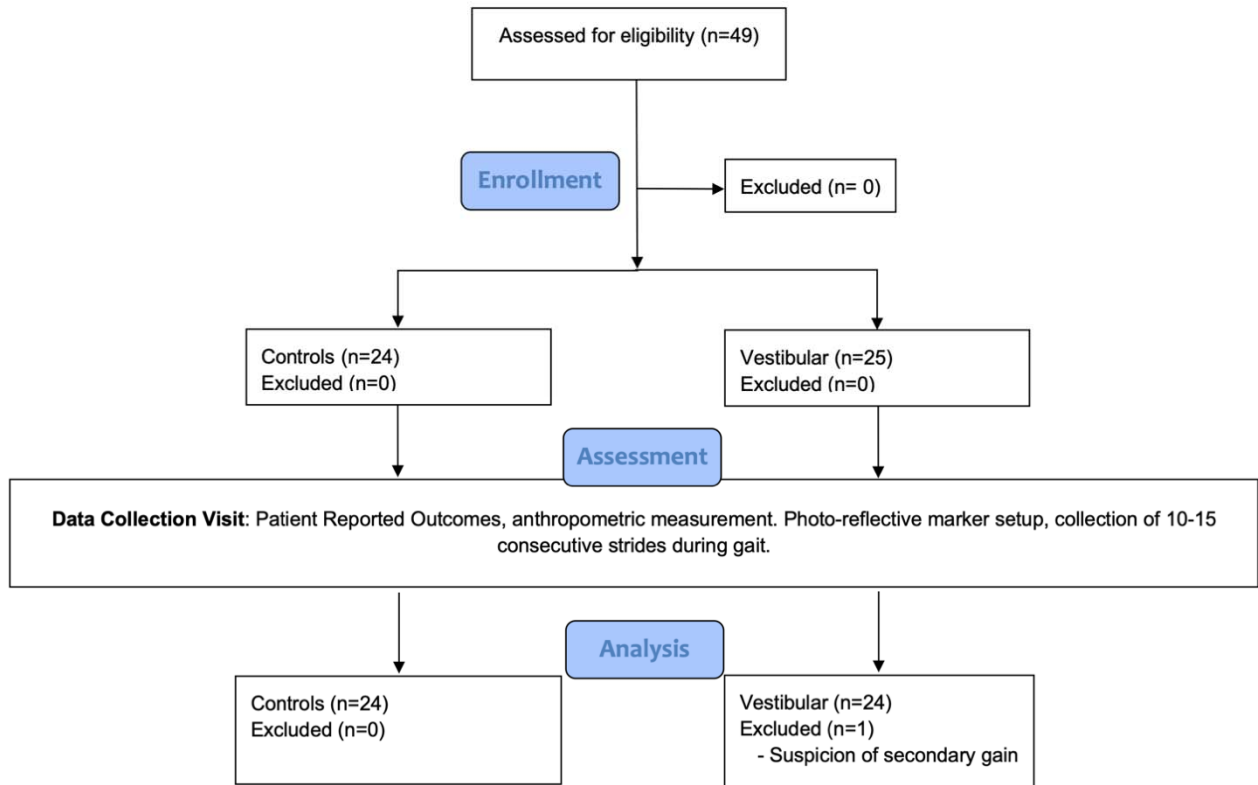 Assessed for eligibility (n=49)
Enrollment
Excluded (n= 0)
Controls (n=24)
Excluded (n=0)
Vestibular (n=25)
Excluded (n=0)
Assessment
Data Collection Visit: Patient Reported Outcomes, anthropometric measurement. Photo-reflective marker setup, collection of 10-15
consecutive strides during gait.
Analysis
Controls (n=24)
Excluded (n=0)
Vestibular (n=24)
Excluded (n=1)
- Suspicion of secondary gain